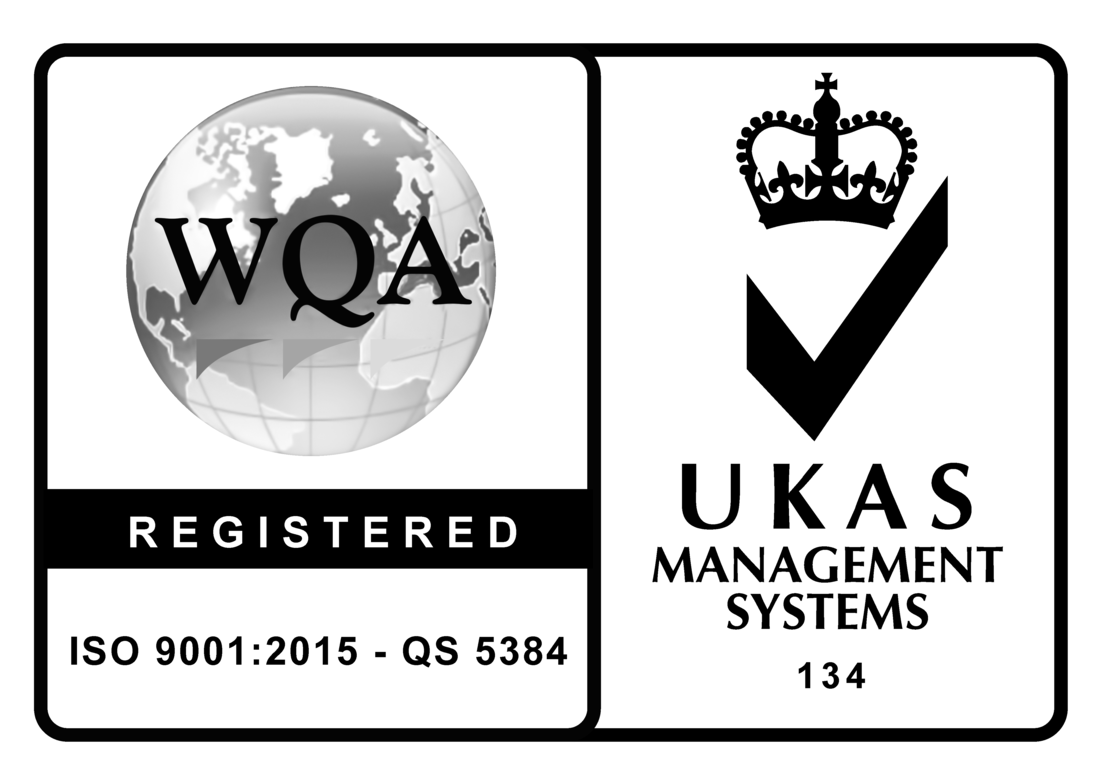 WQA
REGISTERED
ISO 9001:2015 - QS 5384
UKAS
MANAGEMENT
SYSTEMS
134